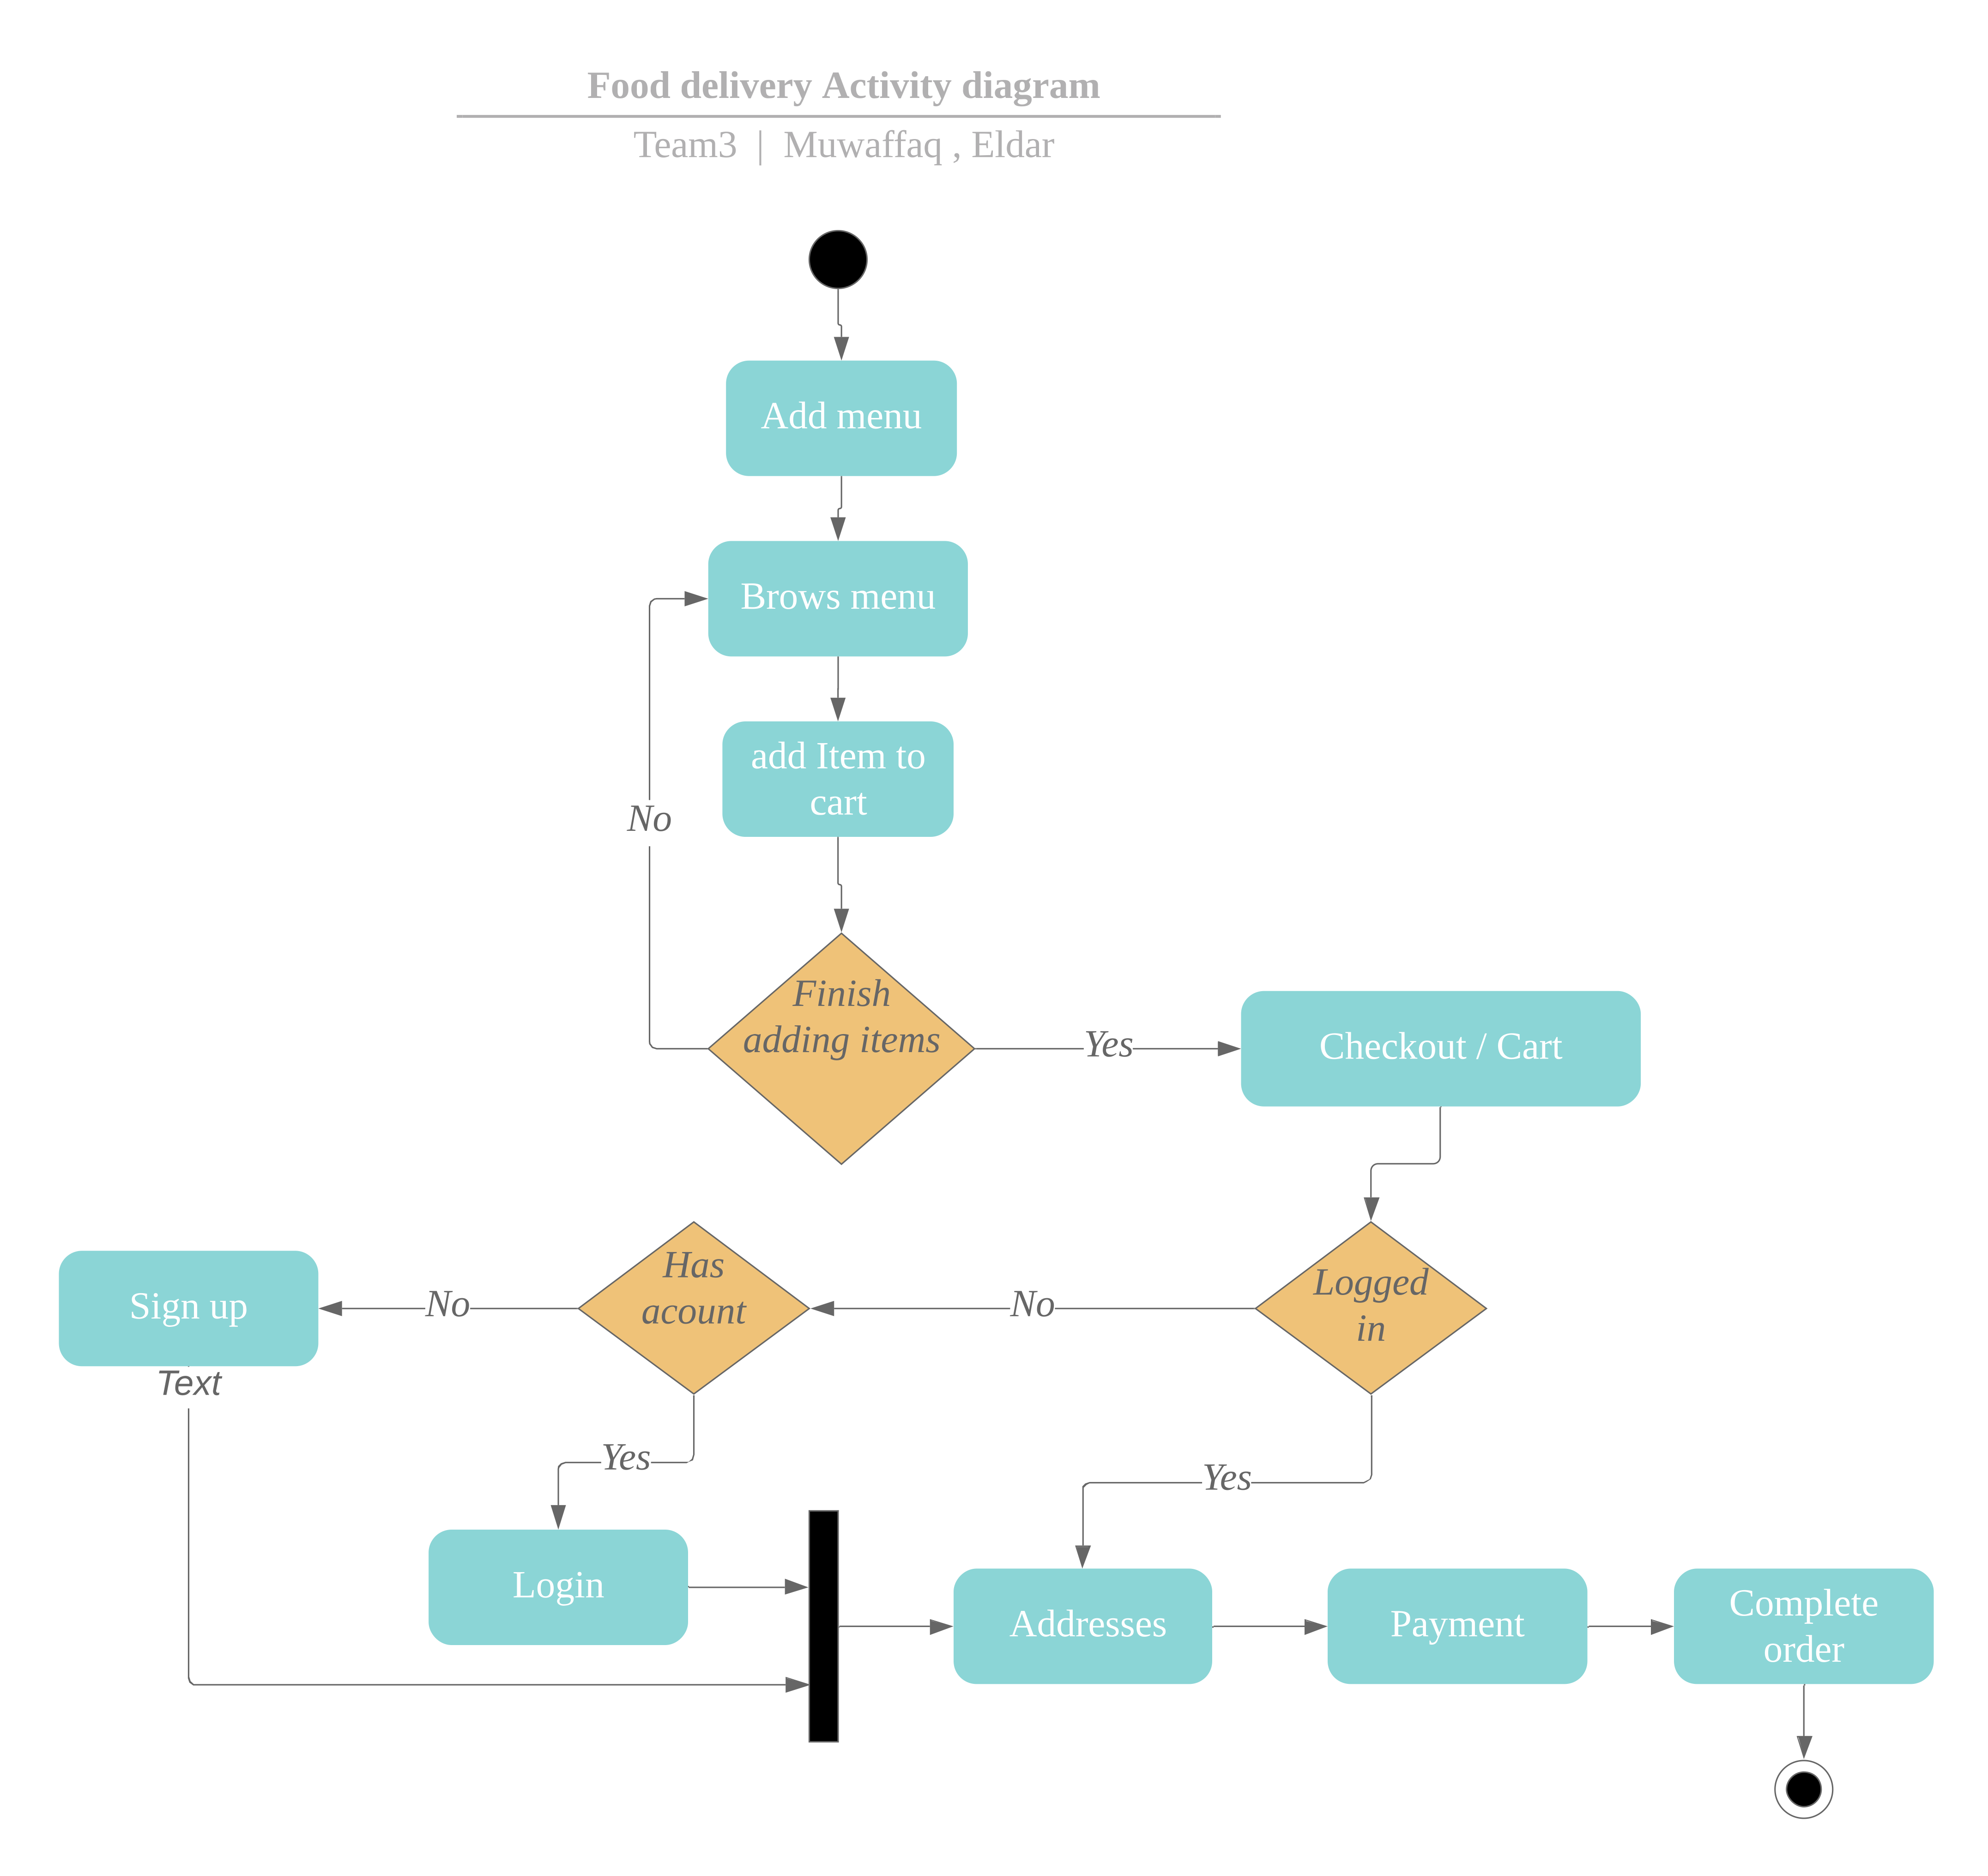 Food delivery Activity diagram
Team3 | Muwaffaq , Eldar
Add menu
Brows menu
add Item to
cart
No
Finish
adding items
Yes
Checkout / Cart
Logged
in
No
Has
acount
No
Sign up
Text
Yes
Yes
Login
Addresses
Payment
Complete
order